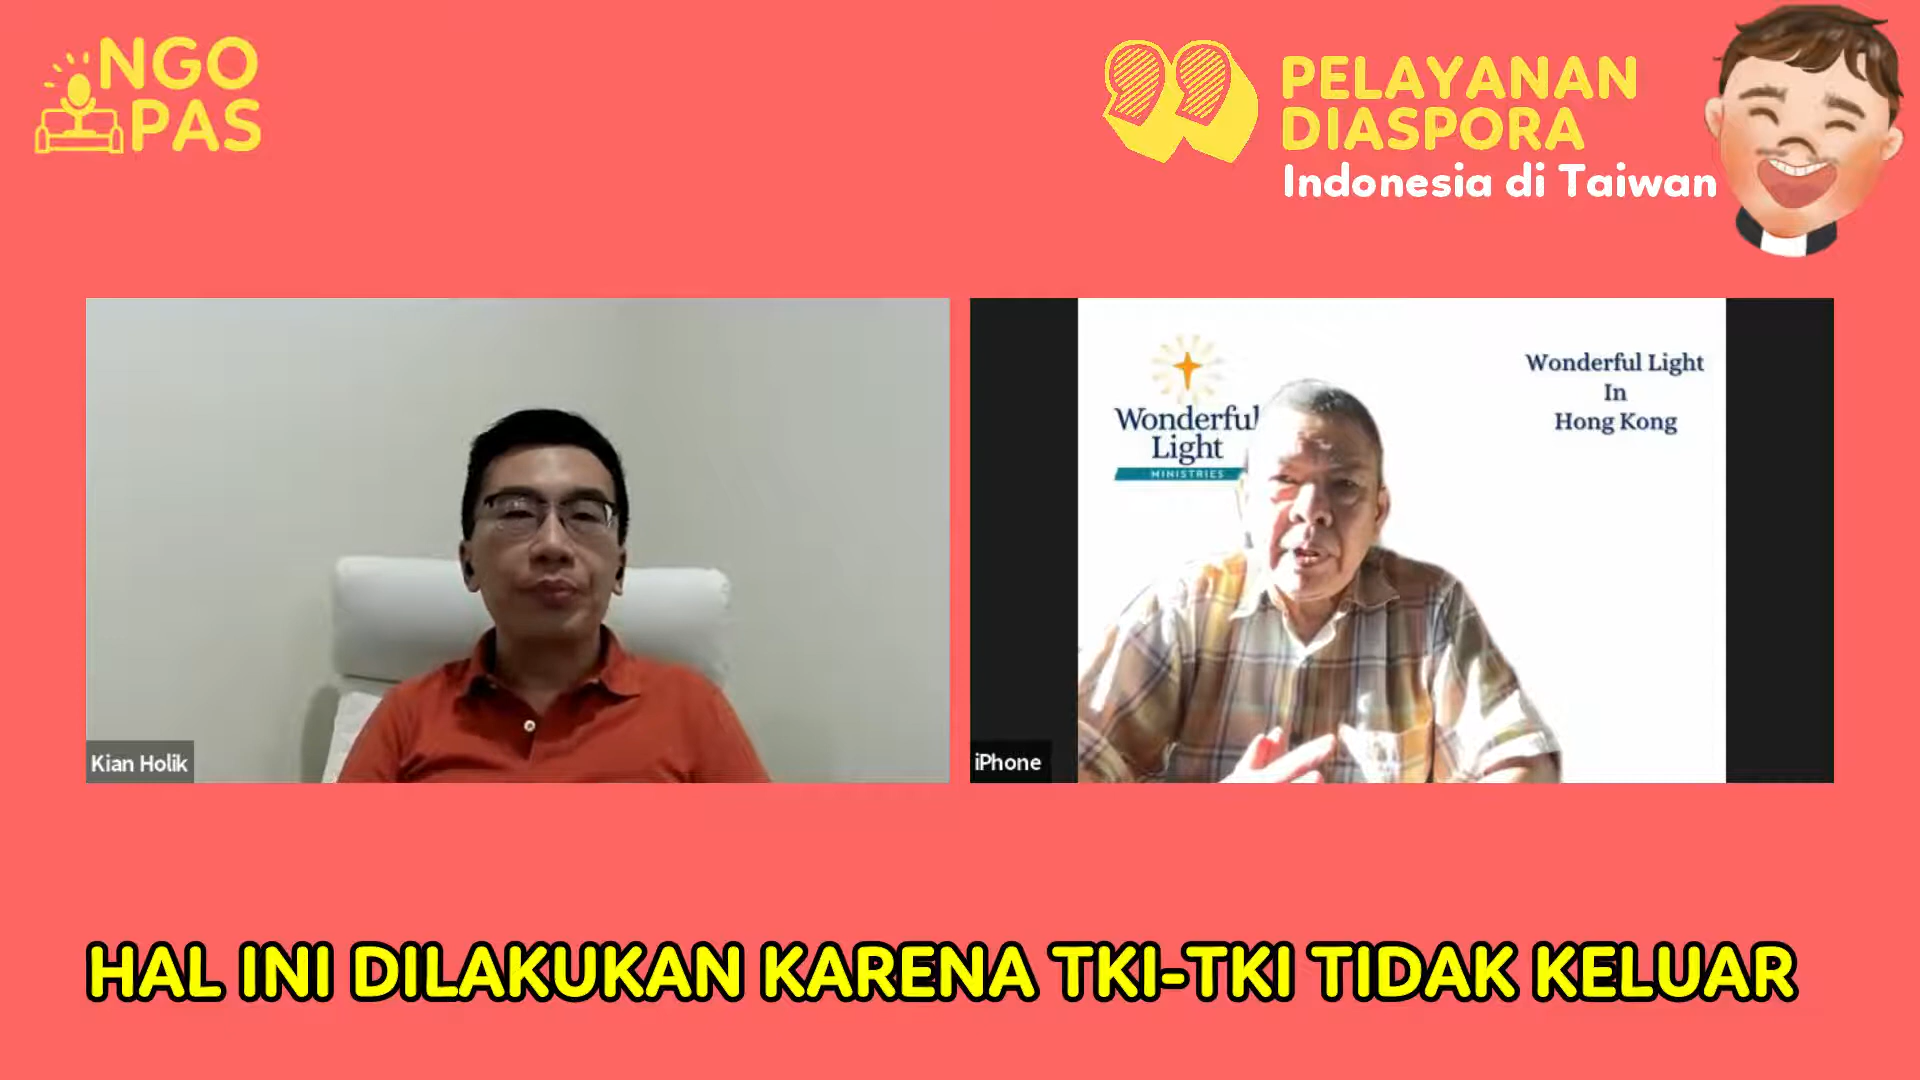 NGO
PAS
PELAYANAN
DIASPORA
Indonesia di Taiwan
Wonderful
Light
MINISTRIES
Wonderful Light
In
Hong Kong
Kian Holik
iPhone
HAL INI DILAKUKAN KARENA TKI-TKI TIDAK KELUAR